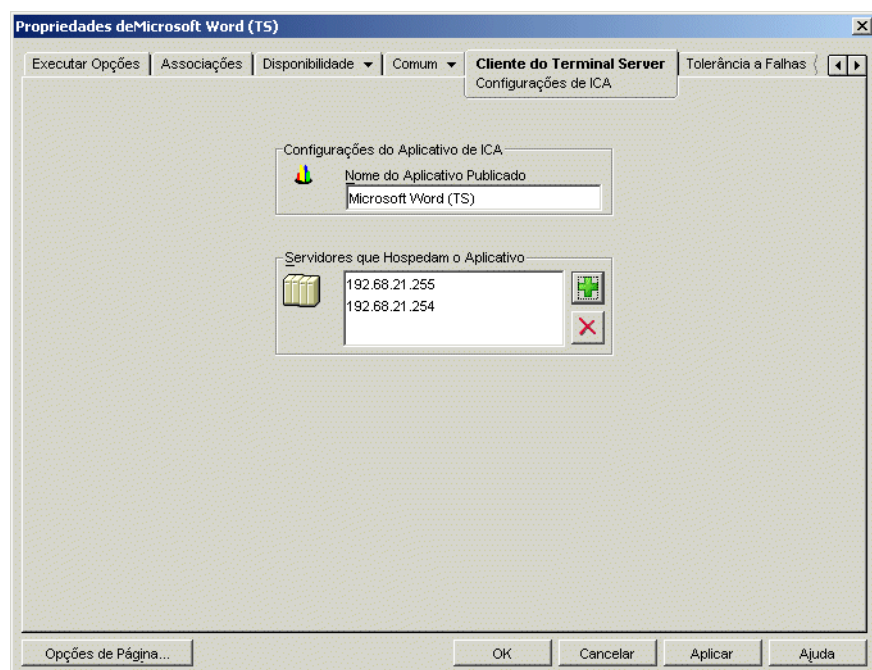 Propriedades deMicrosoft Word (TS)
Executar Opções Associações Disponibilidade Comum Cliente do Terminal Server Tolerância a Falhas
Configurações de ICA
Configurações do Aplicativo de ICA
Nome do Aplicativo Publicado
Microsoft Word (TS)
Servidores que Hospedam o Aplicativo
192.68.21.255
192.68.21.254
Opções de Página... OK Cancelar Aplicar Ajuda